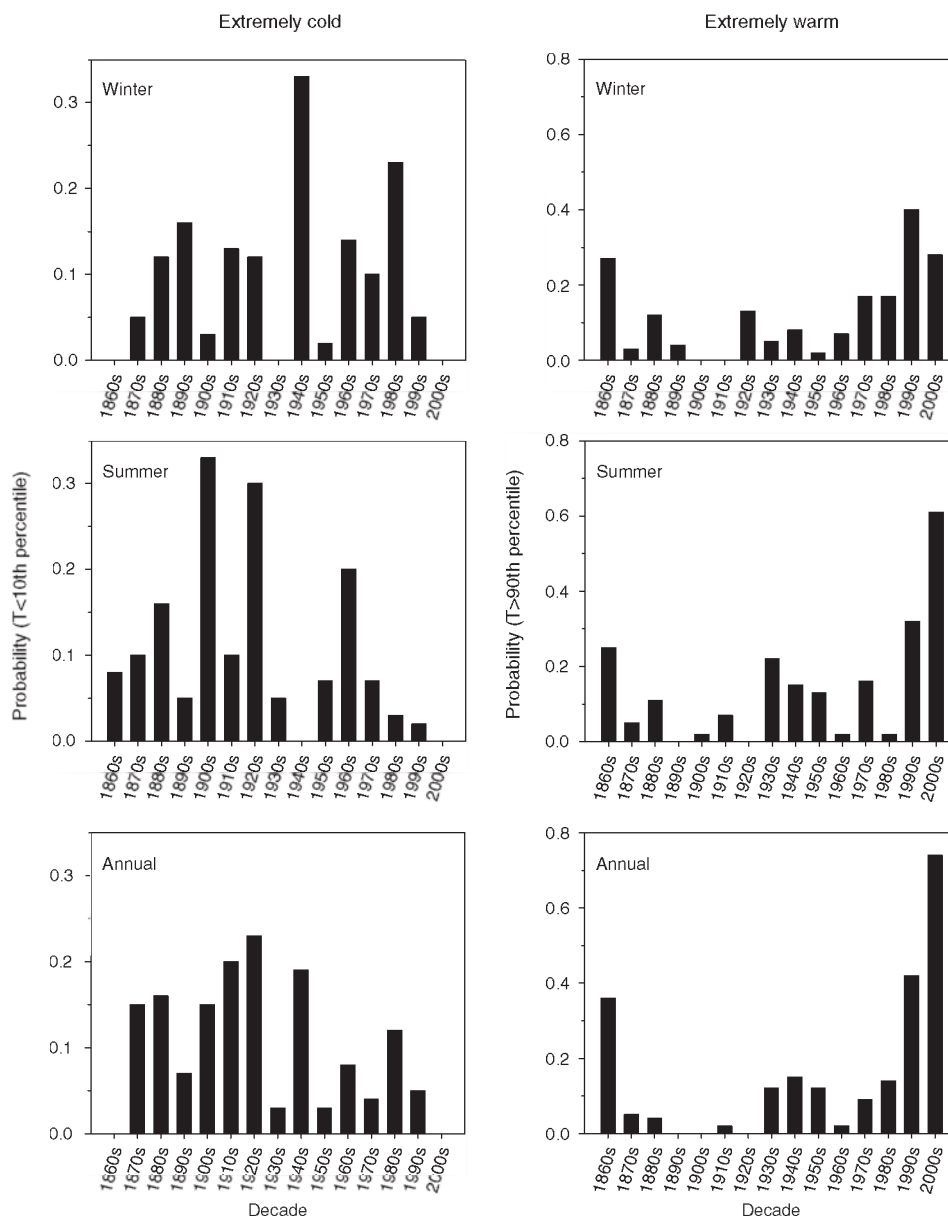 Extremely cold
Extremely warm
Winter
0.3
0.2
0.1
0.0
1860s 1870s 1880s 1890s 1900s 1910s 1920s 1930s 1940s 1950s 1960s 1970s 1980s 1990s 2000s
Winter
0.8
0.6
0.4
0.2
0.0
1860s 1870s 1880s 1890s 1900s 1910s 1920s 1930s 1940s 1950s 1960s 1970s 1980s 1990s 2000s
Probability (T<10th percentile)
Summer
0.3
0.2
0.1
0.0
1860s 1870s 1880s 1890s 1900s 1910s 1920s 1930s 1940s 1950s 1960s 1970s 1980s 1990s 2000s
Probability (T>90th percentile)
Summer
0.8
0.6
0.4
0.2
0.0
1860s 1870s 1880s 1890s 1900s 1910s 1920s 1930s 1940s 1950s 1960s 1970s 1980s 1990s 2000s
Annual
0.3
0.2
0.1
0.0
1860s 1870s 1880s 1890s 1900s 1910s 1920s 1930s 1940s 1950s 1960s 1970s 1980s 1990s 2000s
Decade
Annual
0.8
0.6
0.4
0.2
0.0
1860s 1870s 1880s 1890s 1900s 1910s 1920s 1930s 1940s 1950s 1960s 1970s 1980s 1990s 2000s
Decade